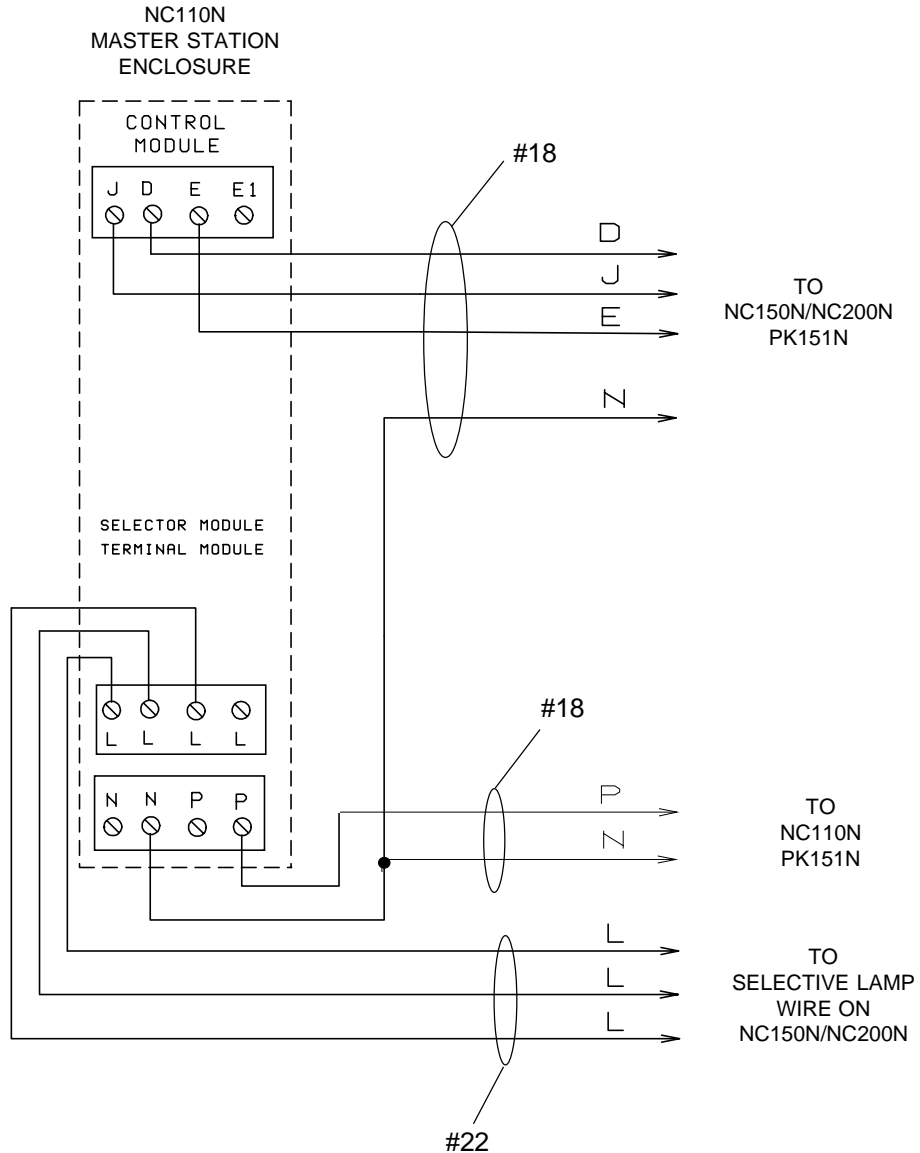 NC110N
MASTER STATION
ENCLOSURE
CONTROL
MODULE
J D E E1
#18
D
J
E
N
TO
NC150N/NC200N
PK151N
SELECTOR MODULE
TERMINAL MODULE
L L L L
N N P P
#18
P
N
TO
NC110N
PK151N
L
L
L
TO
SELECTIVE LAMP
WIRE ON
NC150N/NC200N
#22